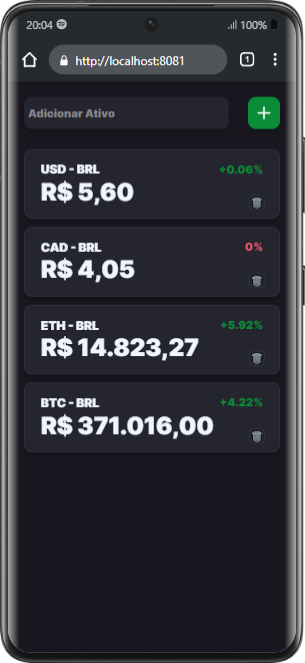 20:04 100%
http://localhost:8081 1
Adicionar Ativo +
USD - BRL +0.06%
R$ 5,60
CAD - BRL 0%
R$ 4,05
ETH - BRL +5.92%
R$ 14.823,27
BTC - BRL +4.22%
R$ 371.016,00